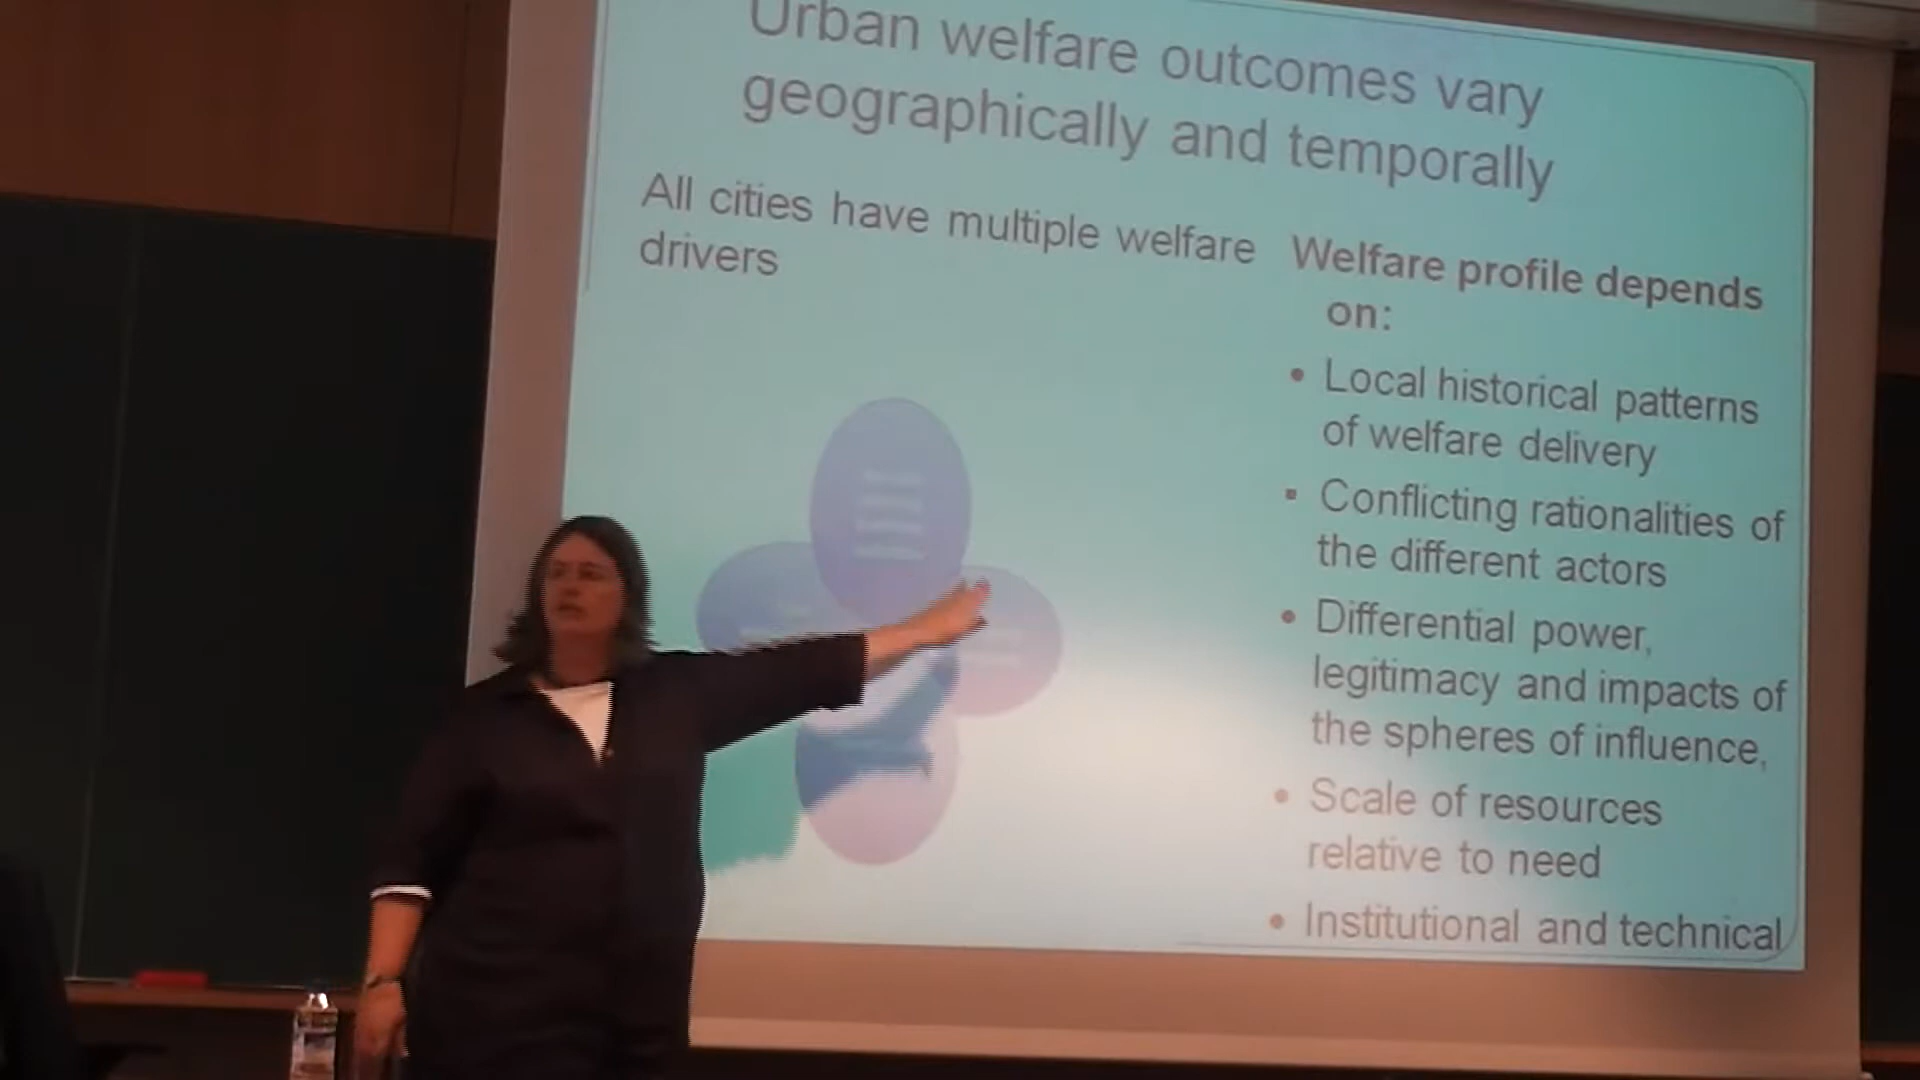 Urban welfare outcomes vary
geographically and temporally
All cities have multiple welfare
drivers
Welfare profile depends
on:
• Local historical patterns
of welfare delivery
▪ Conflicting rationalities of
the different actors
• Differential power,
legitimacy and impacts of
the spheres of influence,
• Scale of resources
relative to need
• Institutional and technical